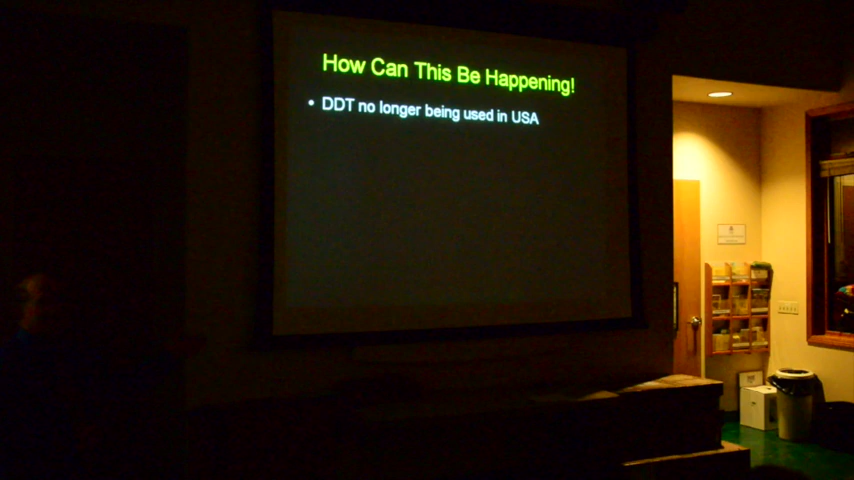 How Can This Be Happening!
• DDT no longer being used in USA